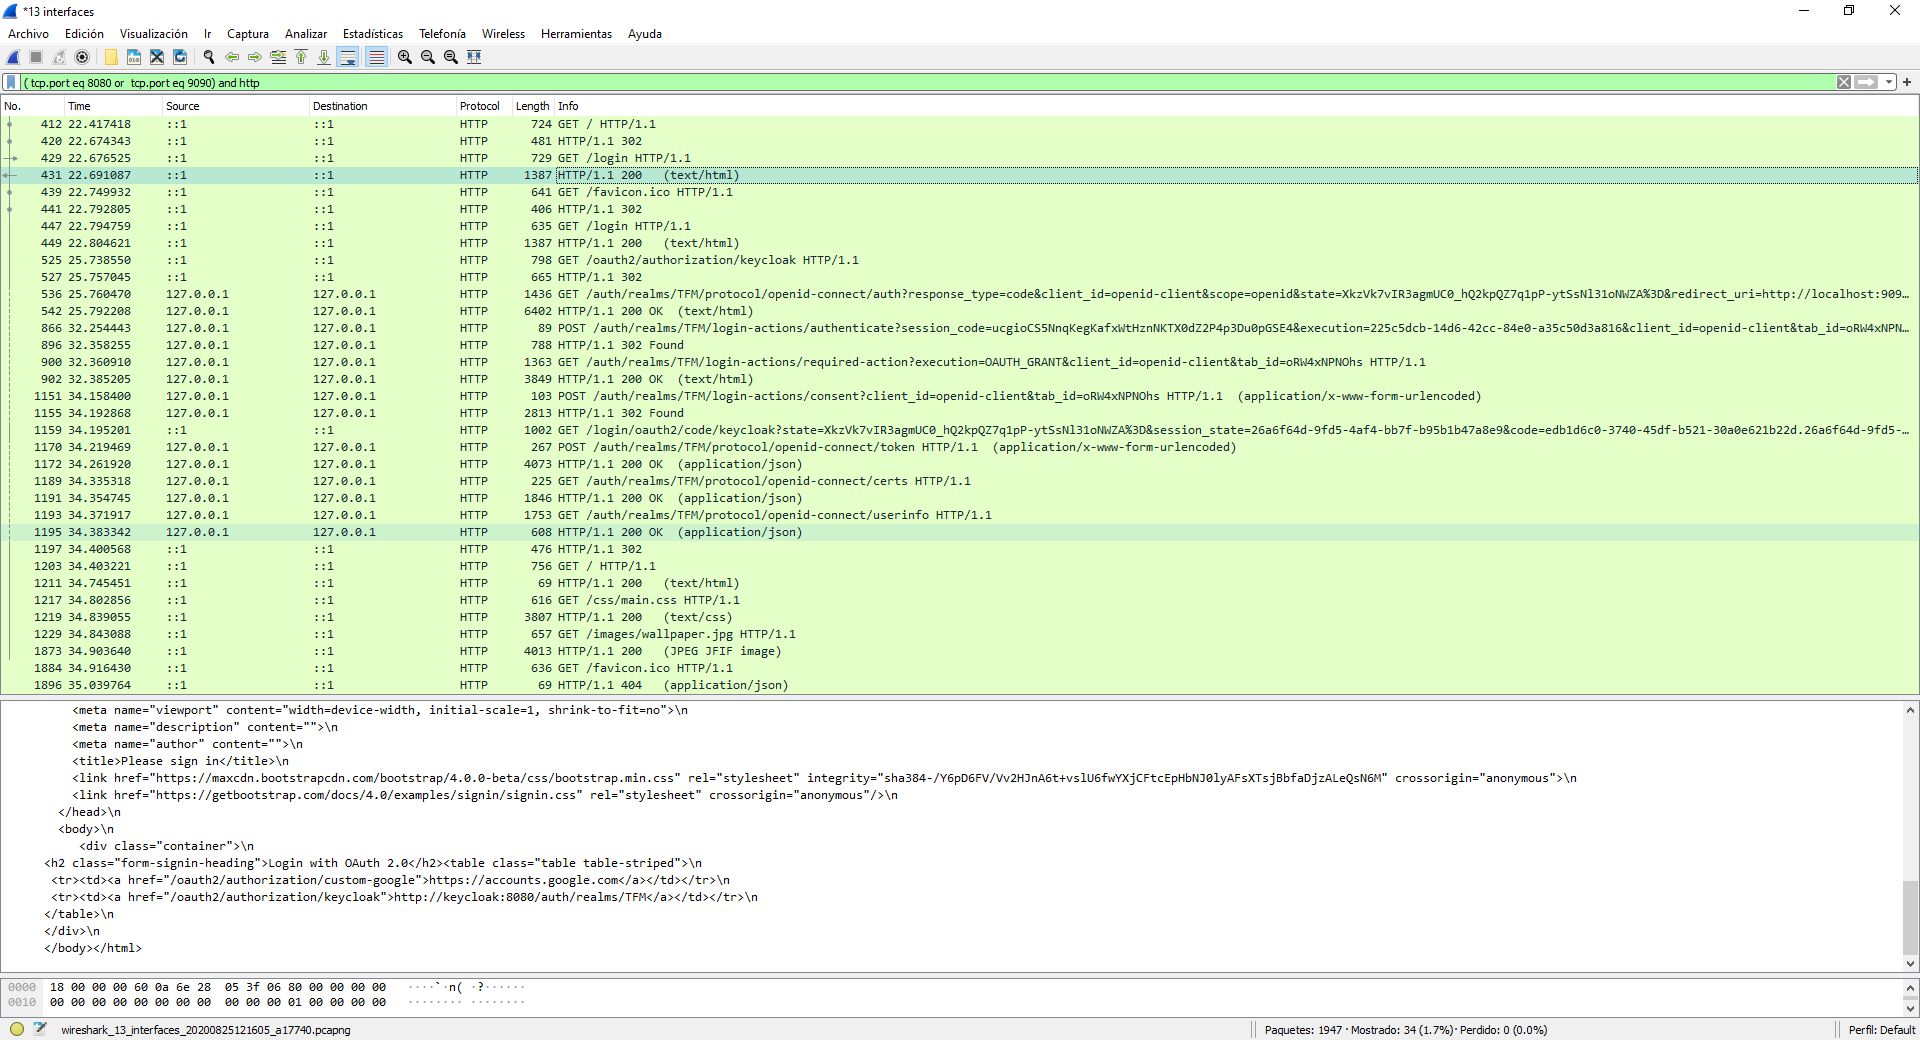 *13 interfaces
Archivo Edición Visualización Ir Captura Analizar Estadísticas Telefonía Wireless Herramientas Ayuda
( tcp.port eq 8080 or  tcp.port eq 9090) and http
No. Time Source Destination Protocol Length Info
412 22.417418 ::1 ::1 HTTP 724 GET / HTTP/1.1
420 22.674343 ::1 ::1 HTTP 481 HTTP/1.1 302
429 22.676525 ::1 ::1 HTTP 729 GET /login HTTP/1.1
431 22.691087 ::1 ::1 HTTP 1387 HTTP/1.1 200   (text/html)
439 22.749932 ::1 ::1 HTTP 641 GET /favicon.ico HTTP/1.1
441 22.792805 ::1 ::1 HTTP 406 HTTP/1.1 302
447 22.794759 ::1 ::1 HTTP 635 GET /login HTTP/1.1
449 22.804621 ::1 ::1 HTTP 1387 HTTP/1.1 200   (text/html)
525 25.738550 ::1 ::1 HTTP 798 GET /oauth2/authorization/keycloak HTTP/1.1
527 25.757045 ::1 ::1 HTTP 665 HTTP/1.1 302
536 25.760470 127.0.0.1 127.0.0.1 HTTP 1436 GET /auth/realms/TFM/protocol/openid-connect/auth?response_type=code&client_id=openid-client&scope=openid&state=XkzVk7vIR3agmUC0_hQ2kpQZ7q1pP-ytSsNl31oNWZA%3D&redirect_uri=http://localhost:909…
542 25.792208 127.0.0.1 127.0.0.1 HTTP 6402 HTTP/1.1 200 OK  (text/html)
866 32.254443 127.0.0.1 127.0.0.1 HTTP 89 POST /auth/realms/TFM/login-actions/authenticate?session_code=ucgioCS5NnqKegKafxWtHznNKTX0dZ2P4p3Du0pGSE4&execution=225c5dcb-14d6-42cc-84e0-a35c50d3a816&client_id=openid-client&tab_id=oRW4xNPN…
896 32.358255 127.0.0.1 127.0.0.1 HTTP 788 HTTP/1.1 302 Found
900 32.360910 127.0.0.1 127.0.0.1 HTTP 1363 GET /auth/realms/TFM/login-actions/required-action?execution=OAUTH_GRANT&client_id=openid-client&tab_id=oRW4xNPNOhs HTTP/1.1
902 32.385205 127.0.0.1 127.0.0.1 HTTP 3849 HTTP/1.1 200 OK  (text/html)
1151 34.158400 127.0.0.1 127.0.0.1 HTTP 103 POST /auth/realms/TFM/login-actions/consent?client_id=openid-client&tab_id=oRW4xNPNOhs HTTP/1.1  (application/x-www-form-urlencoded)
1155 34.192868 127.0.0.1 127.0.0.1 HTTP 2813 HTTP/1.1 302 Found
1159 34.195201 ::1 ::1 HTTP 1002 GET /login/oauth2/code/keycloak?state=XkzVk7vIR3agmUC0_hQ2kpQZ7q1pP-ytSsNl31oNWZA%3D&session_state=26a6f64d-9fd5-4af4-bb7f-b95b1b47a8e9&code=edb1d6c0-3740-45df-b521-30a0e621b22d.26a6f64d-9fd5-…
1170 34.219469 127.0.0.1 127.0.0.1 HTTP 267 POST /auth/realms/TFM/protocol/openid-connect/token HTTP/1.1  (application/x-www-form-urlencoded)
1172 34.261920 127.0.0.1 127.0.0.1 HTTP 4073 HTTP/1.1 200 OK  (application/json)
1189 34.335318 127.0.0.1 127.0.0.1 HTTP 225 GET /auth/realms/TFM/protocol/openid-connect/certs HTTP/1.1
1191 34.354745 127.0.0.1 127.0.0.1 HTTP 1846 HTTP/1.1 200 OK  (application/json)
1193 34.371917 127.0.0.1 127.0.0.1 HTTP 1753 GET /auth/realms/TFM/protocol/openid-connect/userinfo HTTP/1.1
1195 34.383342 127.0.0.1 127.0.0.1 HTTP 608 HTTP/1.1 200 OK  (application/json)
1197 34.400568 ::1 ::1 HTTP 476 HTTP/1.1 302
1203 34.403221 ::1 ::1 HTTP 756 GET / HTTP/1.1
1211 34.745451 ::1 ::1 HTTP 69 HTTP/1.1 200   (text/html)
1217 34.802856 ::1 ::1 HTTP 616 GET /css/main.css HTTP/1.1
1219 34.839055 ::1 ::1 HTTP 3807 HTTP/1.1 200   (text/css)
1229 34.843088 ::1 ::1 HTTP 657 GET /images/wallpaper.jpg HTTP/1.1
1873 34.903640 ::1 ::1 HTTP 4013 HTTP/1.1 200   (JPEG JFIF image)
1884 34.916430 ::1 ::1 HTTP 636 GET /favicon.ico HTTP/1.1
1896 35.039764 ::1 ::1 HTTP 69 HTTP/1.1 404   (application/json)
<meta name="viewport" content="width=device-width, initial-scale=1, shrink-to-fit=no">\n
<meta name="description" content="">\n
<meta name="author" content="">\n
<title>Please sign in</title>\n
<link href="https://maxcdn.bootstrapcdn.com/bootstrap/4.0.0-beta/css/bootstrap.min.css" rel="stylesheet" integrity="sha384-/Y6pD6FV/Vv2HJnA6t+vslU6fwYXjCFtcEpHbNJ0lyAFsXTsjBbfaDjzALeQsN6M" crossorigin="anonymous">\n
<link href="https://getbootstrap.com/docs/4.0/examples/signin/signin.css" rel="stylesheet" crossorigin="anonymous"/>\n
</head>\n
<body>\n
<div class="container">\n
<h2 class="form-signin-heading">Login with OAuth 2.0</h2><table class="table table-striped">\n
<tr><td><a href="/oauth2/authorization/custom-google">https://accounts.google.com</a></td></tr>\n
<tr><td><a href="/oauth2/authorization/keycloak">http://keycloak:8080/auth/realms/TFM</a></td></tr>\n
</table>\n
</div>\n
</body></html>
0000 18 00 00 00 60 0a 6e 28  05 3f 06 80 00 00 00 00 ····`·n( ·?······
0010 00 00 00 00 00 00 00 00  00 00 00 01 00 00 00 00 ········ ········
wireshark_13_interfaces_20200825121605_a17740.pcapng Paquetes: 1947 · Mostrado: 34 (1.7%) · Perdido: 0 (0.0%) Perfil: Default